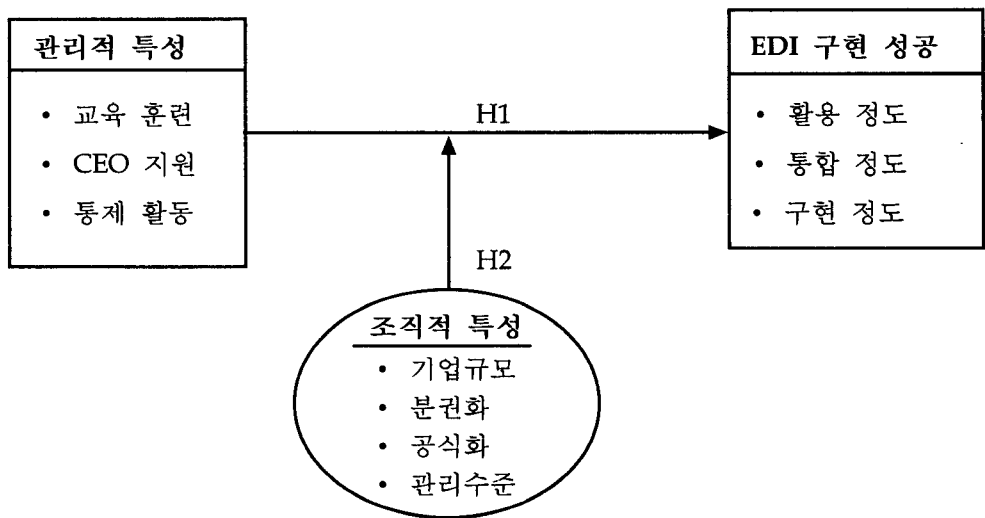 관리적 특성
• 교육 훈련
• CEO 지원
• 통제 활동
H1
EDI 구현 성공
• 활용 정도
• 통합 정도
• 구현 정도
H2
조직적 특성
• 기업규모
• 분권화
• 공식화
• 관리수준